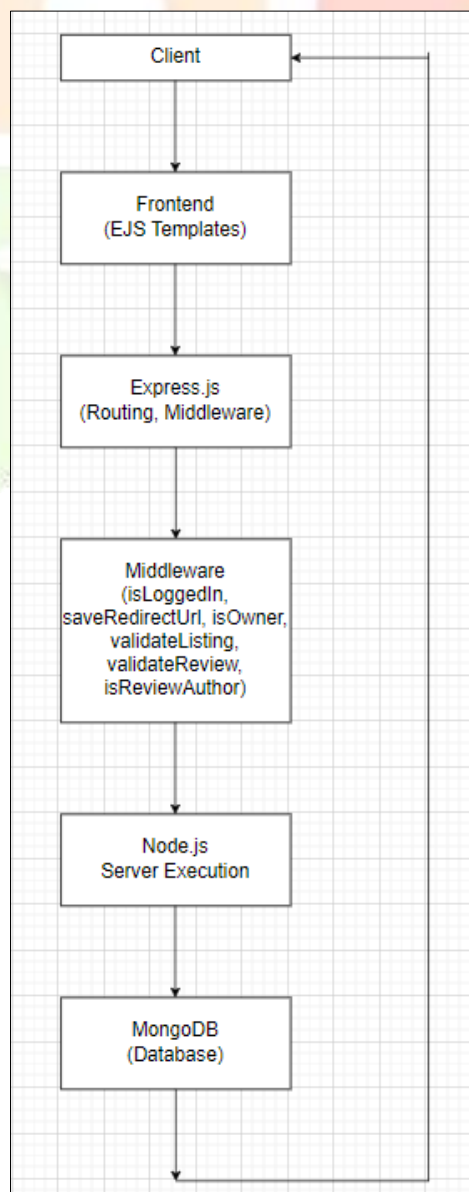 Client
Frontend
(EJS Templates)
Express.js
(Routing, Middleware)
Middleware
(isLoggedIn,
saveRedirectUrl, isOwner,
validateListing,
validateReview,
isReviewAuthor)
Node.js
Server Execution
MongoDB
(Database)